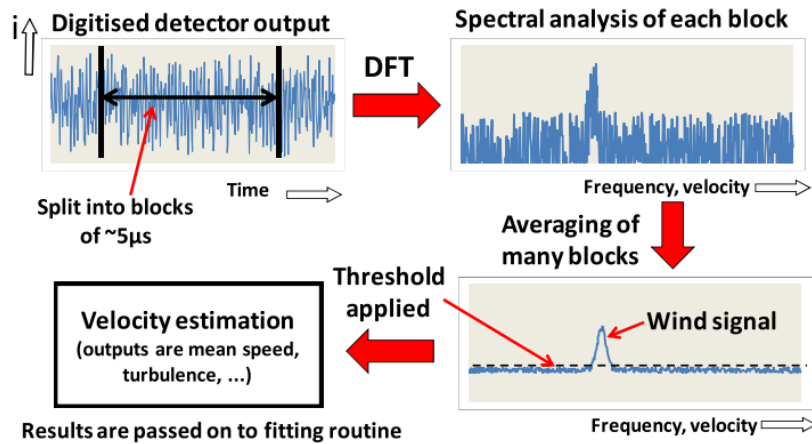 Digitised detector output
i
Time
Split into blocks
of ~5µs
DFT
Spectral analysis of each block
Frequency, velocity
Averaging of
many blocks
Threshold
applied
Wind signal
Frequency, velocity
Velocity estimation
(outputs are mean speed,
turbulence, ...)
Results are passed on to fitting routine